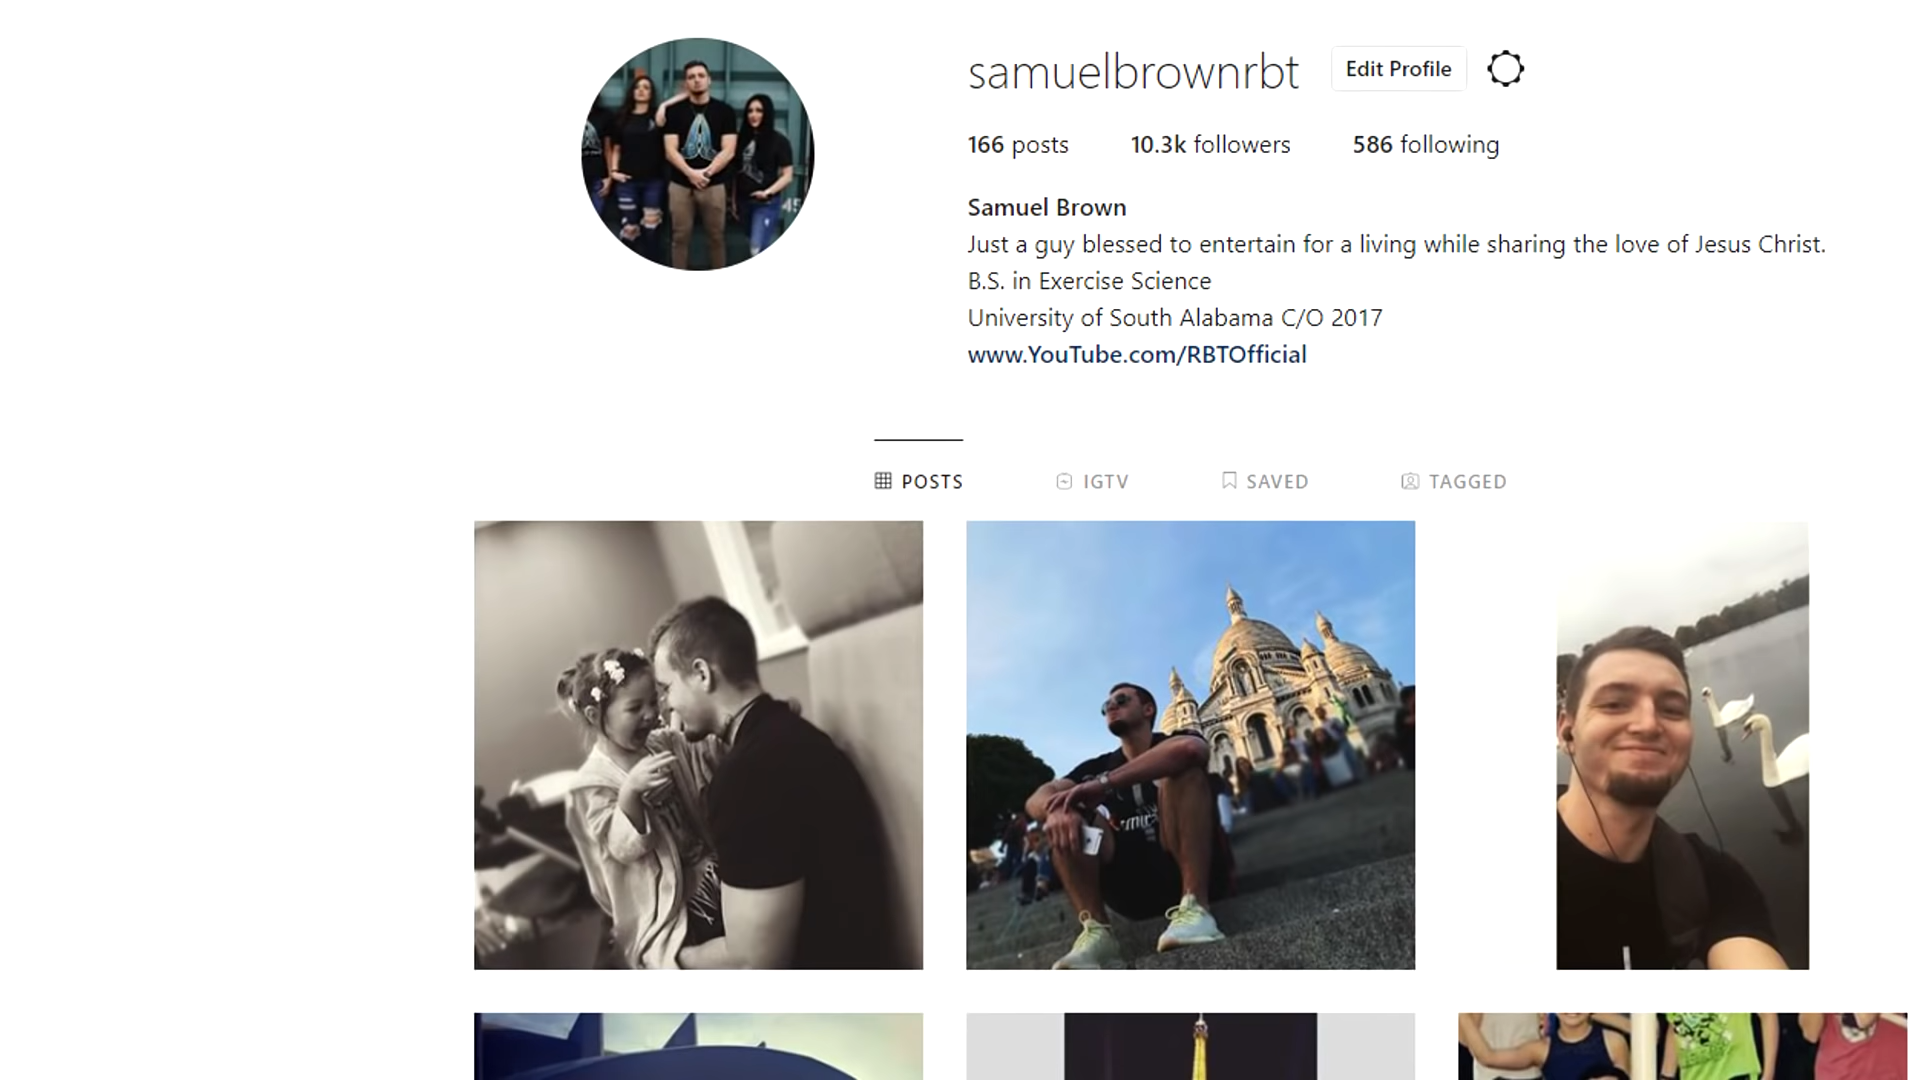 samuelbrownrbt Edit Profile
166 posts 10.3k followers 586 following
Samuel Brown
Just a guy blessed to entertain for a living while sharing the love of Jesus Christ.
B.S. in Exercise Science
University of South Alabama C/O 2017
www.YouTube.com/RBTOfficial
POSTS IGTV SAVED TAGGED